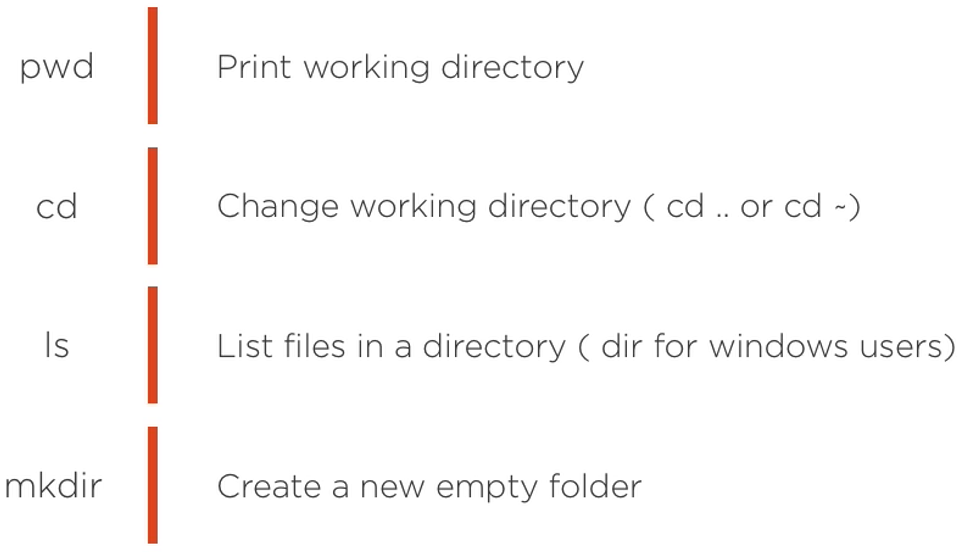 pwd Print working directory
cd Change working directory ( cd .. or cd ~)
ls List files in a directory ( dir for windows users)
mkdir Create a new empty folder